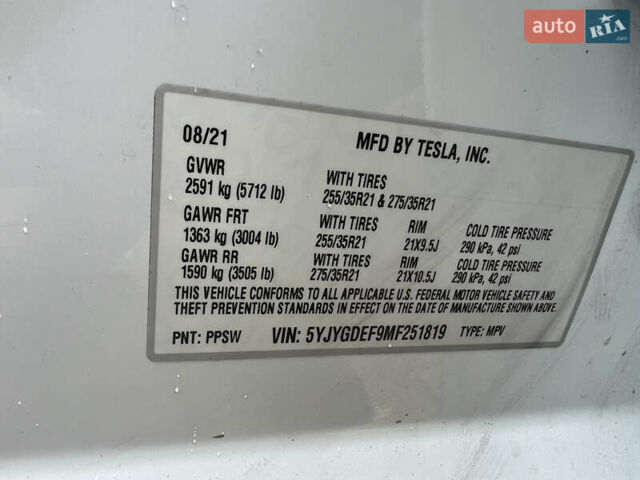 auto RIA.com
08/21 MFD BY TESLA, INC.
GVWR WITH TIRES
2591 kg (5712 lb) 255/35R21 & 275/35R21
GAWR FRT WITH TIRES RIM COLD TIRE PRESSURE
1363 kg (3004 lb) 255/35R21 21X9.5J 290 kPa, 42 psi
GAWR RR WITH TIRES RIM COLD TIRE PRESSURE
1590 kg (3505 lb) 275/35R21 21X10.5J 290 kPa, 42 psi
THIS VEHICLE CONFORMS TO ALL APPLICABLE U.S. FEDERAL MOTOR VEHICLE SAFETY AND
THEFT PREVENTION STANDARDS IN EFFECT ON THE DATE OF MANUFACTURE SHOWN ABOVE.
PNT: PPSW VIN: 5YJYGDEF9MF251819 TYPE: MPV